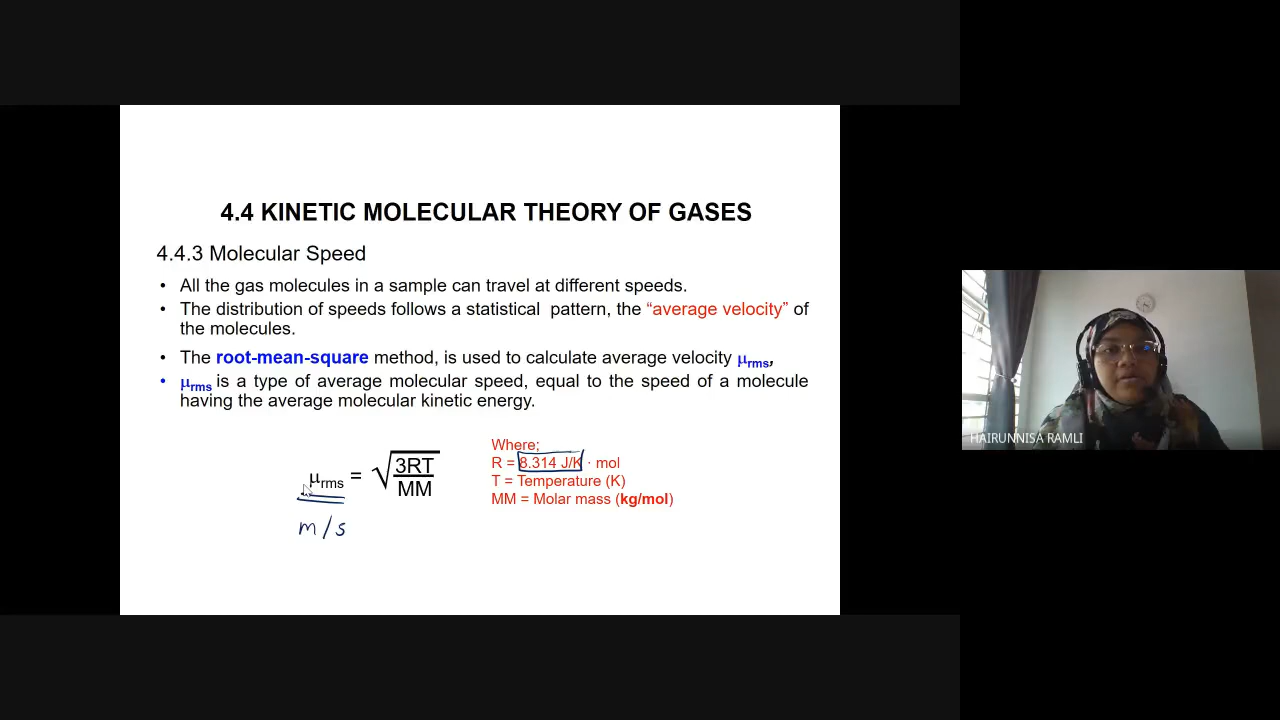 4.4 KINETIC MOLECULAR THEORY OF GASES
4.4.3 Molecular Speed
• All the gas molecules in a sample can travel at different speeds.
• The distribution of speeds follows a statistical pattern, the “average velocity” of
the molecules.
• The root-mean-square method, is used to calculate average velocity μrms,
• μrms is a type of average molecular speed, equal to the speed of a molecule
having the average molecular kinetic energy.
μrms = √3RT/MM
m/s
Where;
R = 8.314 J/K · mol
T = Temperature (K)
MM = Molar mass (kg/mol)
HAIRUNNISA RAMLI